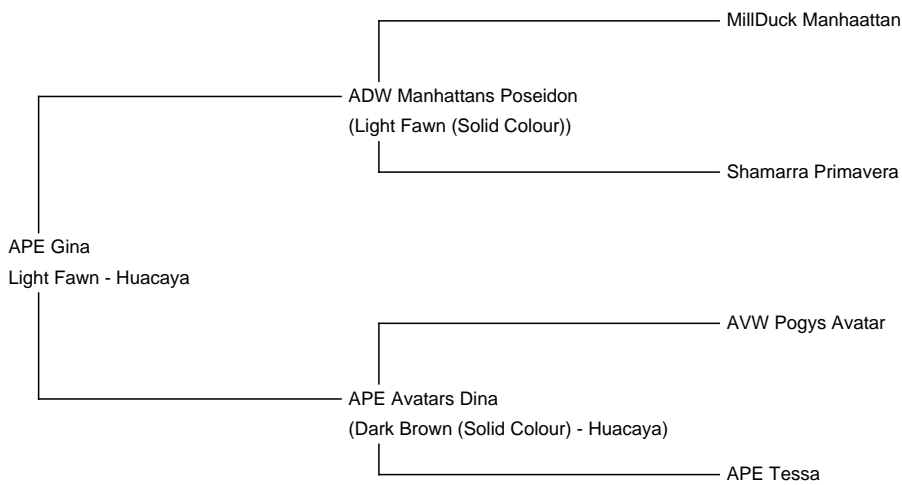 MillDuck Manhaattan
ADW Manhattans Poseidon
(Light Fawn (Solid Colour))
Shamarra Primavera
APE Gina
Light Fawn - Huacaya
AVW Pogys Avatar
APE Avatars Dina
(Dark Brown (Solid Colour) - Huacaya)
APE Tessa